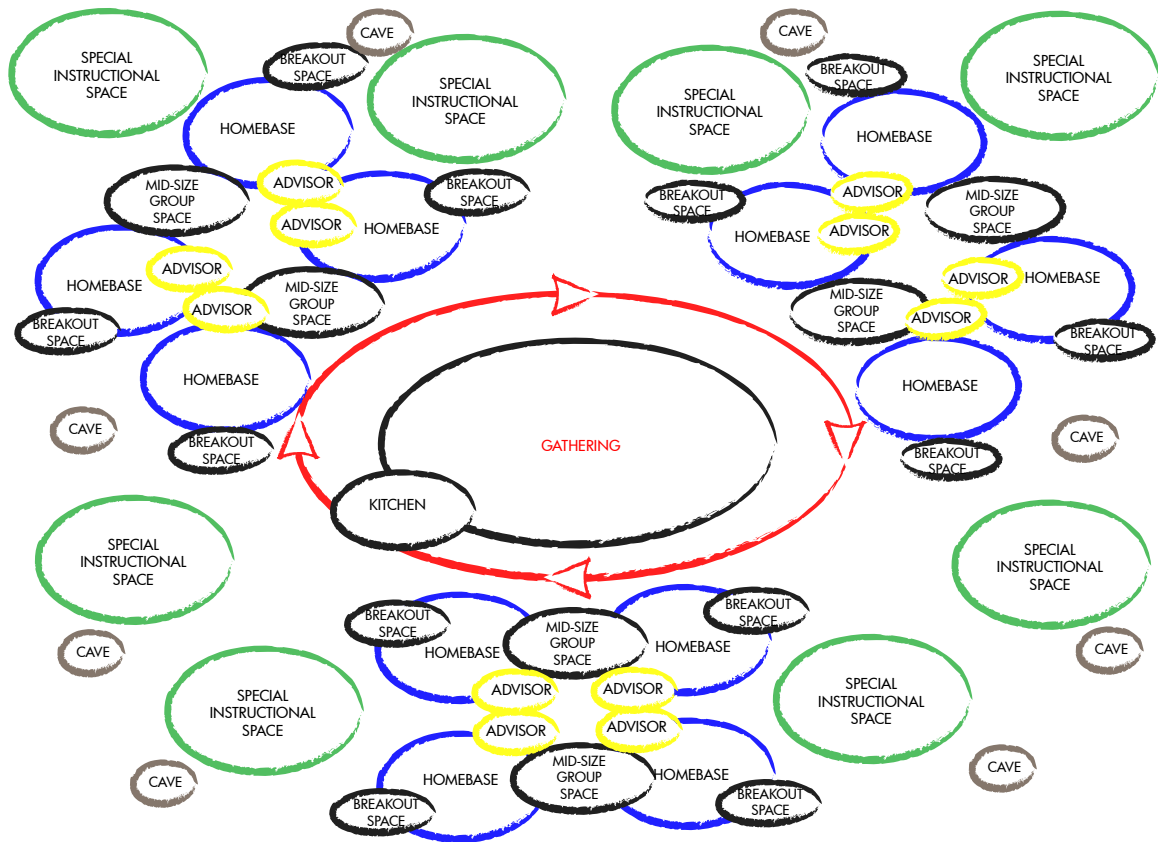 CAVE
SPECIAL
INSTRUCTIONAL
SPACE
BREAKOUT
SPACE
SPECIAL
INSTRUCTIONAL
SPACE
HOMEBASE
ADVISOR
MID-SIZE
GROUP
SPACE
BREAKOUT
SPACE
ADVISOR
HOMEBASE
ADVISOR
HOMEBASE
MID-SIZE
GROUP
SPACE
ADVISOR
BREAKOUT
SPACE
HOMEBASE
CAVE
BREAKOUT
SPACE
CAVE
BREAKOUT
SPACE
SPECIAL
INSTRUCTIONAL
SPACE
SPECIAL
INSTRUCTIONAL
SPACE
HOMEBASE
BREAKOUT
SPACE
ADVISOR
MID-SIZE
GROUP
SPACE
HOMEBASE
ADVISOR
ADVISOR
HOMEBASE
MID-SIZE
GROUP
SPACE
ADVISOR
BREAKOUT
SPACE
HOMEBASE
CAVE
BREAKOUT
SPACE
GATHERING
KITCHEN
SPECIAL
INSTRUCTIONAL
SPACE
SPECIAL
INSTRUCTIONAL
SPACE
CAVE
CAVE
BREAKOUT
SPACE
MID-SIZE
GROUP
SPACE
BREAKOUT
SPACE
HOMEBASE
HOMEBASE
ADVISOR
ADVISOR
SPECIAL
INSTRUCTIONAL
SPACE
SPECIAL
INSTRUCTIONAL
SPACE
ADVISOR
ADVISOR
HOMEBASE
MID-SIZE
GROUP
SPACE
HOMEBASE
CAVE
CAVE
BREAKOUT
SPACE
BREAKOUT
SPACE